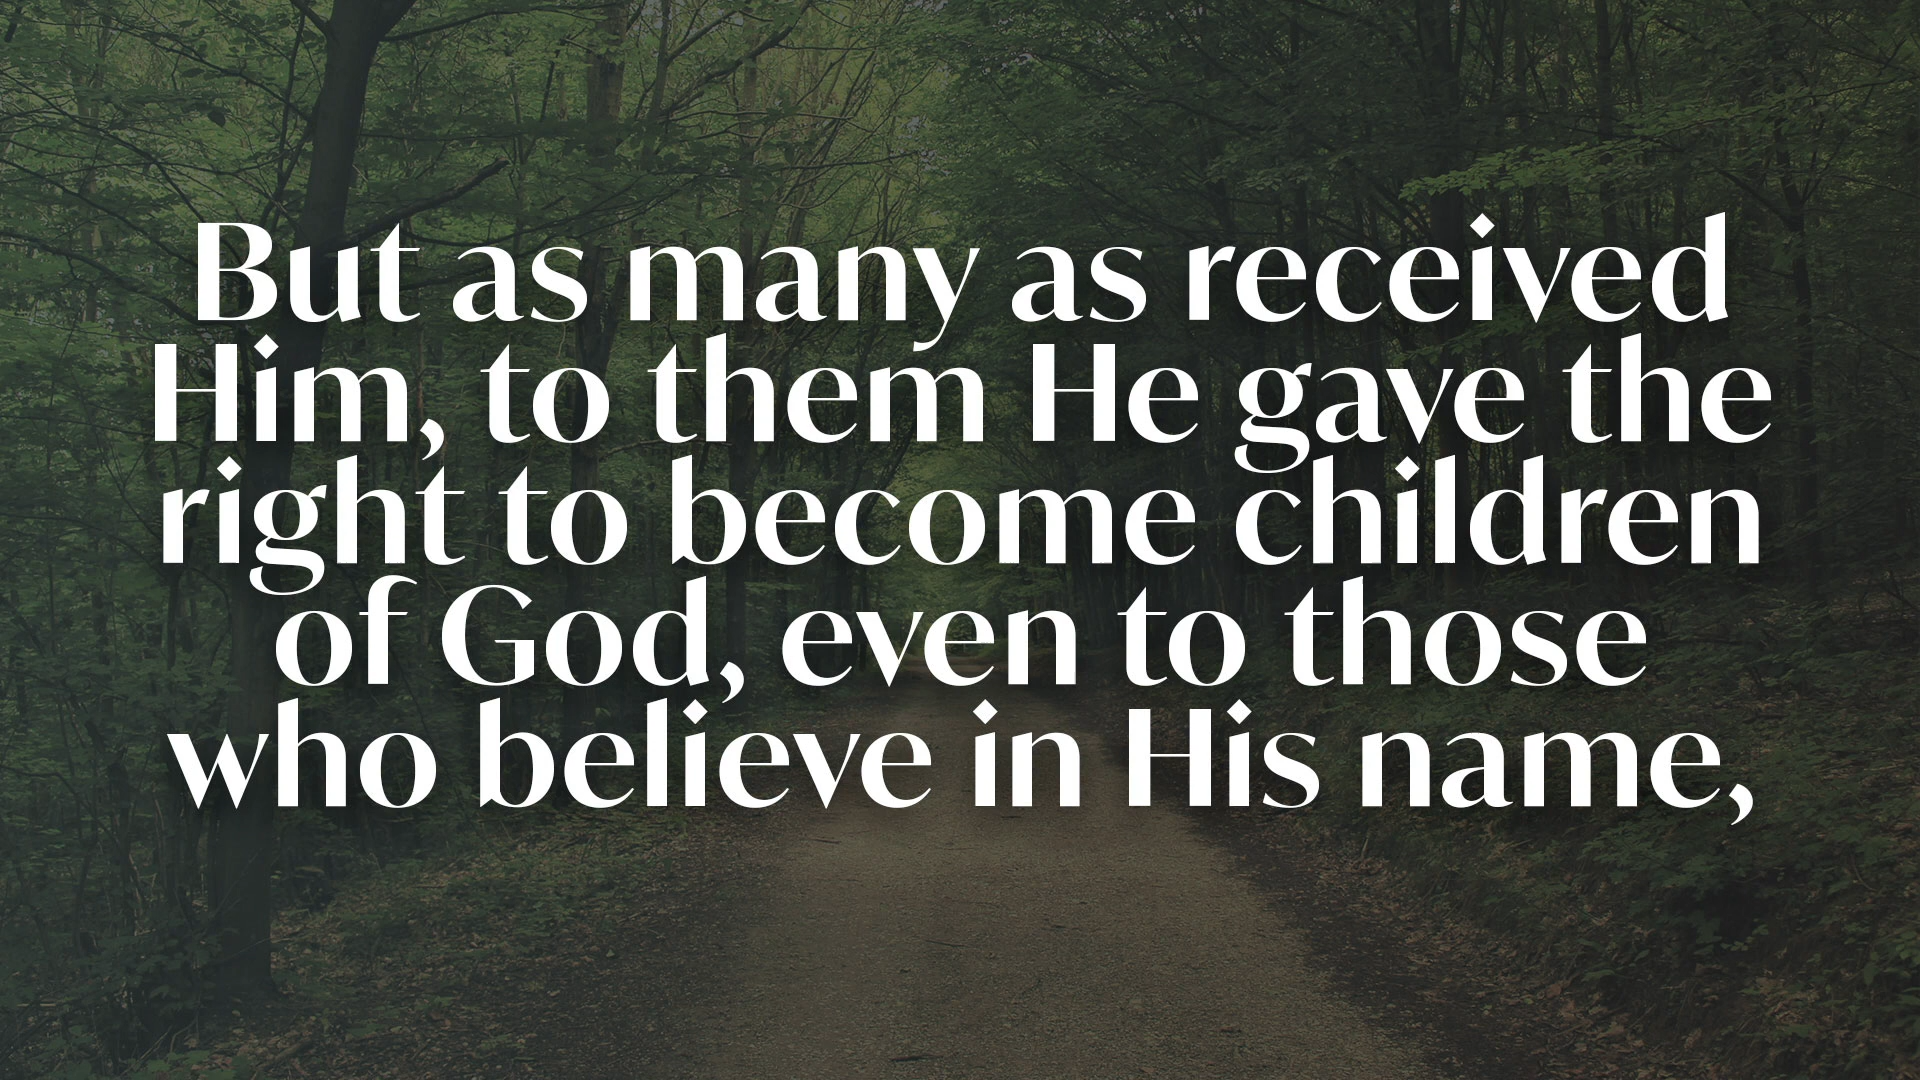 But as many as received
Him, to them He gave the
right to become children
of God, even to those
who believe in His name,